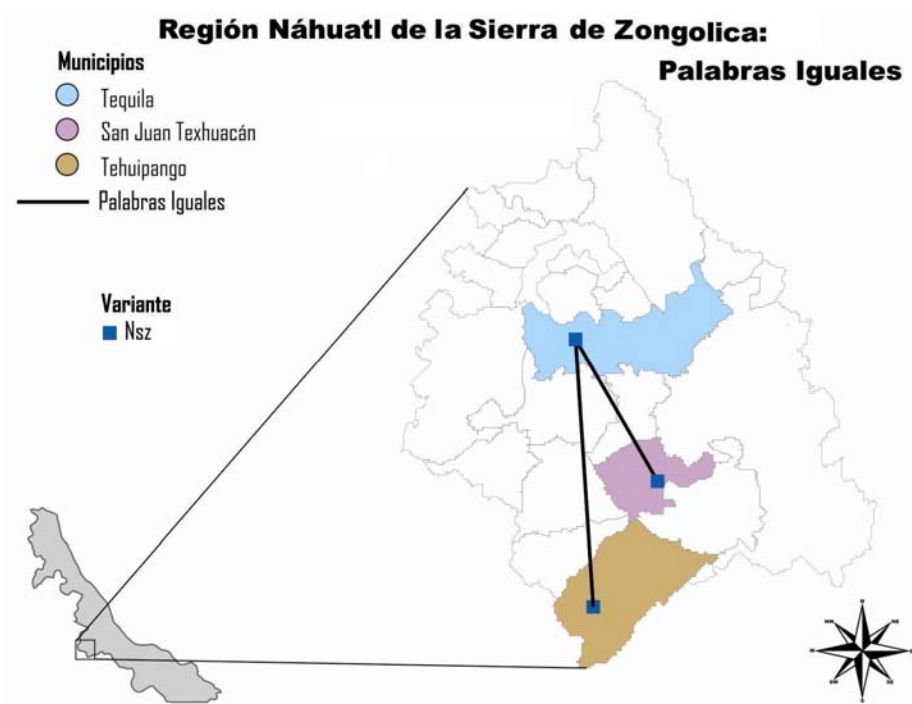 Región Náhuatl de la Sierra de Zongolica:
Palabras Iguales
Municipios
Tequila
San Juan Texhuacán
Tehuipango
Palabras Iguales
Variante
Nsz